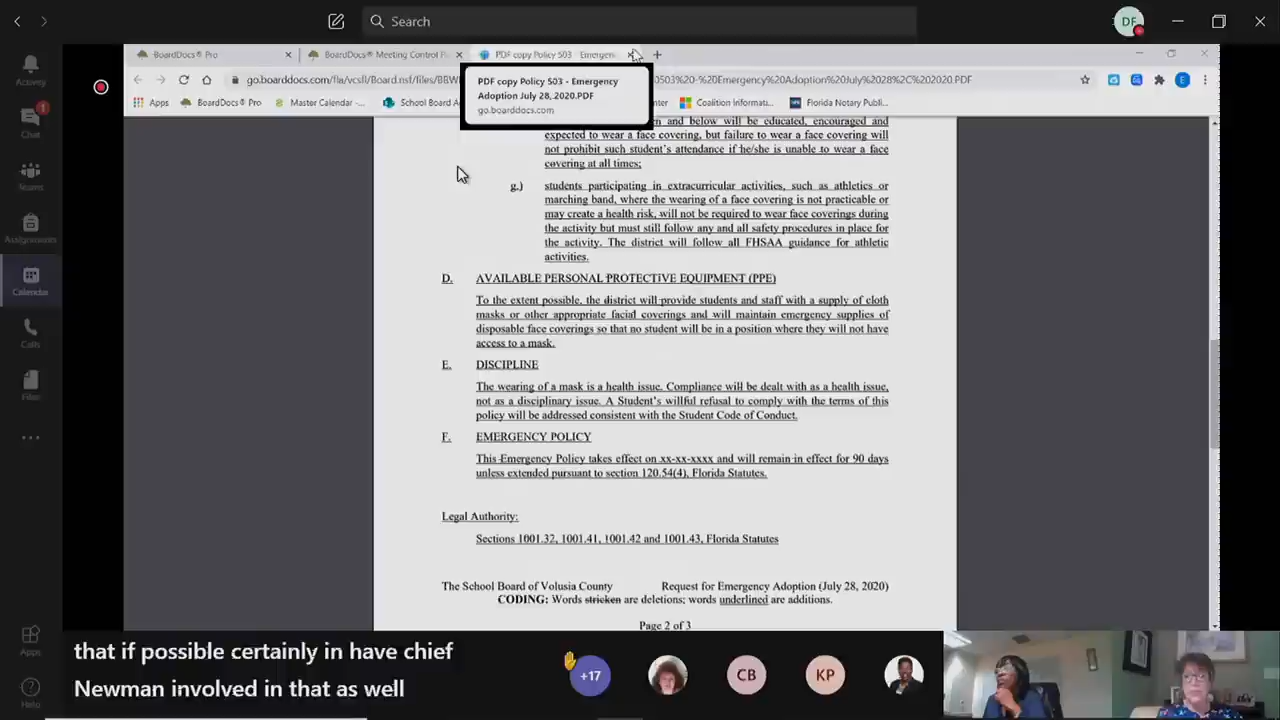 Search
DF
BoardDocs® Pro
BoardDocs® Meeting Control P
PDF copy Policy 503 - Emergen
go.boarddocs.com/fla/vcsfl/Board.nsf/files/BBW
0503%20-%20Emergency%20Adoption%20July%2028%2C%202020.PDF
E
Apps
BoardDocs® Pro
Master Calendar -...
School Board A
nter
Coalition Informat...
Florida Notary Publi...
PDF copy Policy 503 - Emergency
Adoption July 28, 2020.PDF
go.boarddocs.com
Activity
Chat
1
Teams
Assignments
Calendar
Calls
Files
Apps
Help
and below will be educated, encouraged and
expected to wear a face covering, but failure to wear a face covering will
not prohibit such student's attendance if he/she is unable to wear a face
covering at all times;
g.) students participating in extracurricular activities, such as athletics or
marching band, where the wearing of a face covering is not practicable or
may create a health risk, will not be required to wear face coverings during
the activity but must still follow any and all safety procedures in place for
the activity. The district will follow all FHSAA guidance for athletic
activities.
D. AVAILABLE PERSONAL PROTECTIVE EQUIPMENT (PPE)
To the extent possible, the district will provide students and staff with a supply of cloth
masks or other appropriate facial coverings and will maintain emergency supplies of
disposable face coverings so that no student will be in a position where they will not have
access to a mask.
E. DISCIPLINE
The wearing of a mask is a health issue. Compliance will be dealt with as a health issue,
not as a disciplinary issue. A Student's willful refusal to comply with the terms of this
policy will be addressed consistent with the Student Code of Conduct.
F. EMERGENCY POLICY
This Emergency Policy takes effect on xx-xx-xxxx and will remain in effect for 90 days
unless extended pursuant to section 120.54(4), Florida Statutes.
Legal Authority:
Sections 1001.32, 1001.41, 1001.42 and 1001.43, Florida Statutes
The School Board of Volusia County Request for Emergency Adoption (July 28, 2020)
CODING: Words stricken are deletions; words underlined are additions.
Page 2 of 3
that if possible certainly in have chief
Newman involved in that as well
+17
CB
KP